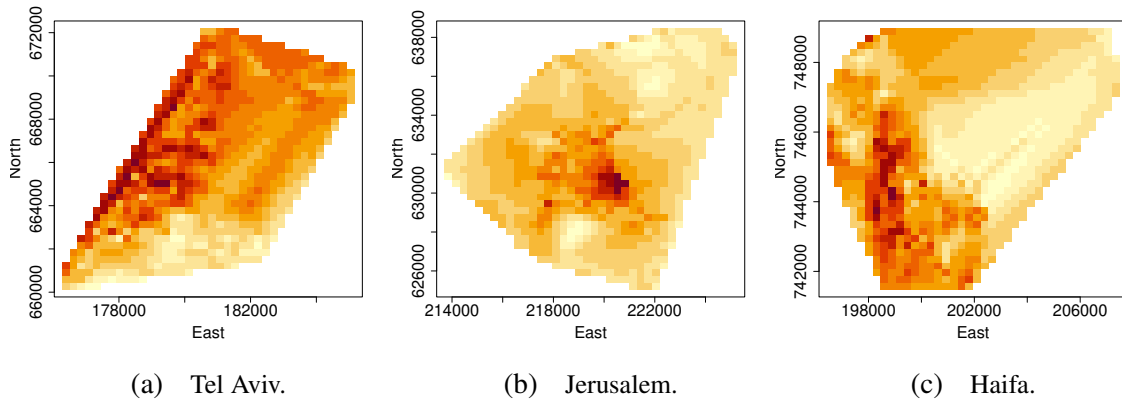 672000
668000
664000
660000
North
178000
182000
East
(a) Tel Aviv.
638000
634000
630000
626000
North
214000
218000
222000
East
(b) Jerusalem.
748000
746000
744000
742000
North
198000
202000
206000
East
(c) Haifa.